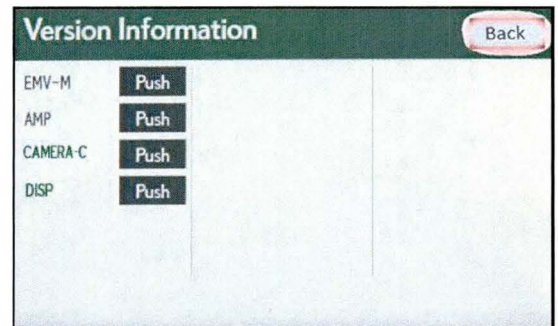 Version Information Back
EMV-M Push
AMP Push
CAMERA-C Push
DISP Push